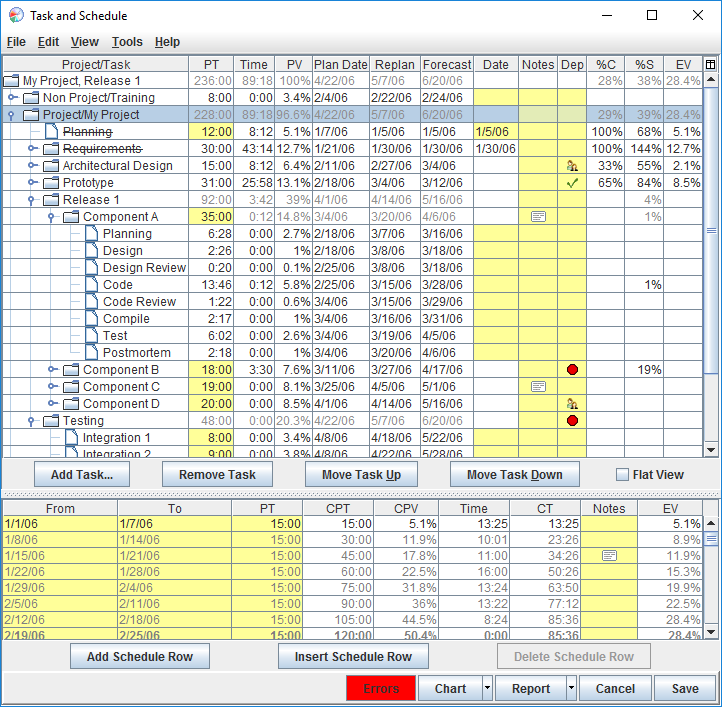 Task and Schedule
File Edit View Tools Help
Project/Task PT Time PV Plan Date Replan Forecast Date Notes Dep %C %S EV
My Project, Release 1 236:00 89:18 100% 4/22/06 5/7/06 6/20/06 28% 38% 28.4%
Non Project/Training 8:00 0:00 3.4% 2/4/06 2/22/06 2/24/06
Project/My Project 228:00 89:18 96.6% 4/22/06 5/7/06 6/20/06 29% 39% 28.4%
Planning 12:00 8:12 5.1% 1/7/06 1/5/06 1/5/06 1/5/06 100% 68% 5.1%
Requirements 30:00 43:14 12.7% 1/21/06 1/30/06 1/30/06 1/30/06 100% 144% 12.7%
Architectural Design 15:00 8:12 6.4% 2/11/06 2/27/06 3/4/06 33% 55% 2.1%
Prototype 31:00 25:58 13.1% 2/18/06 3/4/06 3/12/06 65% 84% 8.5%
Release 1 92:00 3:42 39% 4/1/06 4/14/06 5/16/06 4%
Component A 35:00 0:12 14.8% 3/4/06 3/20/06 4/6/06 1%
Planning 6:28 0:00 2.7% 2/18/06 3/7/06 3/16/06
Design 2:26 0:00 1% 2/18/06 3/8/06 3/18/06
Design Review 0:20 0:00 0.1% 2/25/06 3/8/06 3/18/06
Code 13:46 0:12 5.8% 2/25/06 3/15/06 3/28/06 1%
Code Review 1:22 0:00 0.6% 3/4/06 3/15/06 3/29/06
Compile 2:17 0:00 1% 3/4/06 3/16/06 3/31/06
Test 6:02 0:00 2.6% 3/4/06 3/19/06 4/5/06
Postmortem 2:18 0:00 1% 3/4/06 3/20/06 4/6/06
Component B 18:00 3:30 7.6% 3/11/06 3/27/06 4/17/06 19%
Component C 19:00 0:00 8.1% 3/25/06 4/5/06 5/1/06
Component D 20:00 0:00 8.5% 4/1/06 4/14/06 5/16/06
Testing 48:00 0:00 20.3% 4/22/06 5/7/06 6/20/06
Integration 1 8:00 0:00 3.4% 4/8/06 4/18/06 5/22/06
Integration 2 9:00 0:00 3.8% 4/8/06 4/22/06 5/28/06
Add Task... Remove Task Move Task Up Move Task Down Flat View
From To PT CPT CPV Time CT Notes EV
1/1/06 1/7/06 15:00 15:00 5.1% 13:25 13:25 5.1%
1/8/06 1/14/06 15:00 30:00 11.9% 10:01 23:26 8.9%
1/15/06 1/21/06 15:00 45:00 17.8% 11:00 34:26 11.9%
1/22/06 1/28/06 15:00 60:00 22.5% 16:00 50:26 15.3%
1/29/06 2/4/06 15:00 75:00 31.8% 13:24 63:50 19.9%
2/5/06 2/11/06 15:00 90:00 36% 13:22 77:12 22.5%
2/12/06 2/18/06 15:00 105:00 44.5% 8:24 85:36 28.4%
2/19/06 2/25/06 15:00 120:00 50.4% 0:00 85:36 28.4%
Add Schedule Row Insert Schedule Row Delete Schedule Row
Errors Chart Report Cancel Save